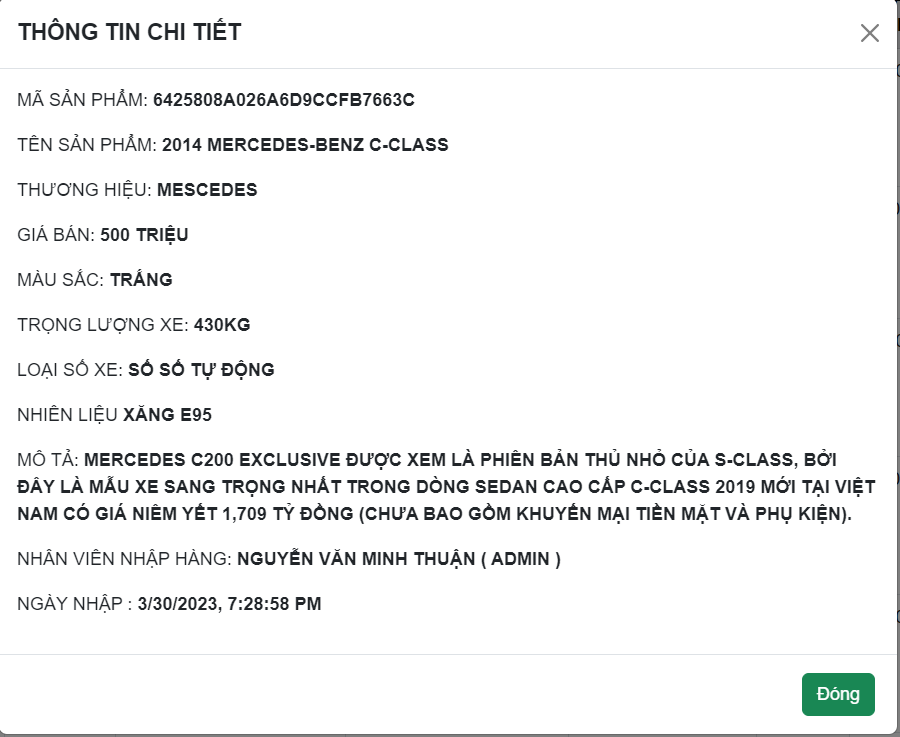 THÔNG TIN CHI TIẾT
MÃ SẢN PHẨM: 6425808A026A6D9CCFB7663C
TÊN SẢN PHẨM: 2014 MERCEDES-BENZ C-CLASS
THƯƠNG HIỆU: MESCEDES
GIÁ BÁN: 500 TRIỆU
MÀU SẮC: TRẮNG
TRỌNG LƯỢNG XE: 430KG
LOẠI SỐ XE: SỐ SỐ TỰ ĐỘNG
NHIÊN LIỆU XĂNG E95
MÔ TẢ: MERCEDES C200 EXCLUSIVE ĐƯỢC XEM LÀ PHIÊN BẢN THỦ NHỎ CỦA S-CLASS, BỞI
ĐÂY LÀ MẪU XE SANG TRỌNG NHẤT TRONG DÒNG SEDAN CAO CẤP C-CLASS 2019 MỚI TẠI VIỆT
NAM CÓ GIÁ NIÊM YẾT 1,709 TỶ ĐỒNG (CHƯA BAO GỒM KHUYẾN MẠI TIỀN MẶT VÀ PHỤ KIỆN).
NHÂN VIÊN NHẬP HÀNG: NGUYỄN VĂN MINH THUẬN ( ADMIN )
NGÀY NHẬP : 3/30/2023, 7:28:58 PM
Đóng